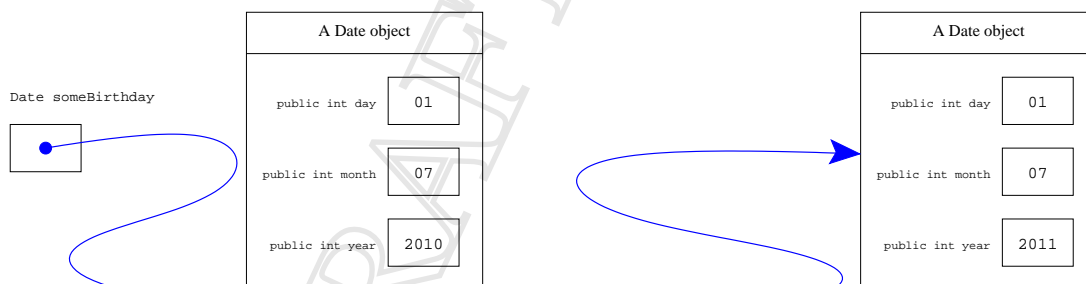 A Date object
A Date object
Date someBirthday
public int day 01
public int day 01
public int month 07
public int month 07
public int year 2010
public int year 2011